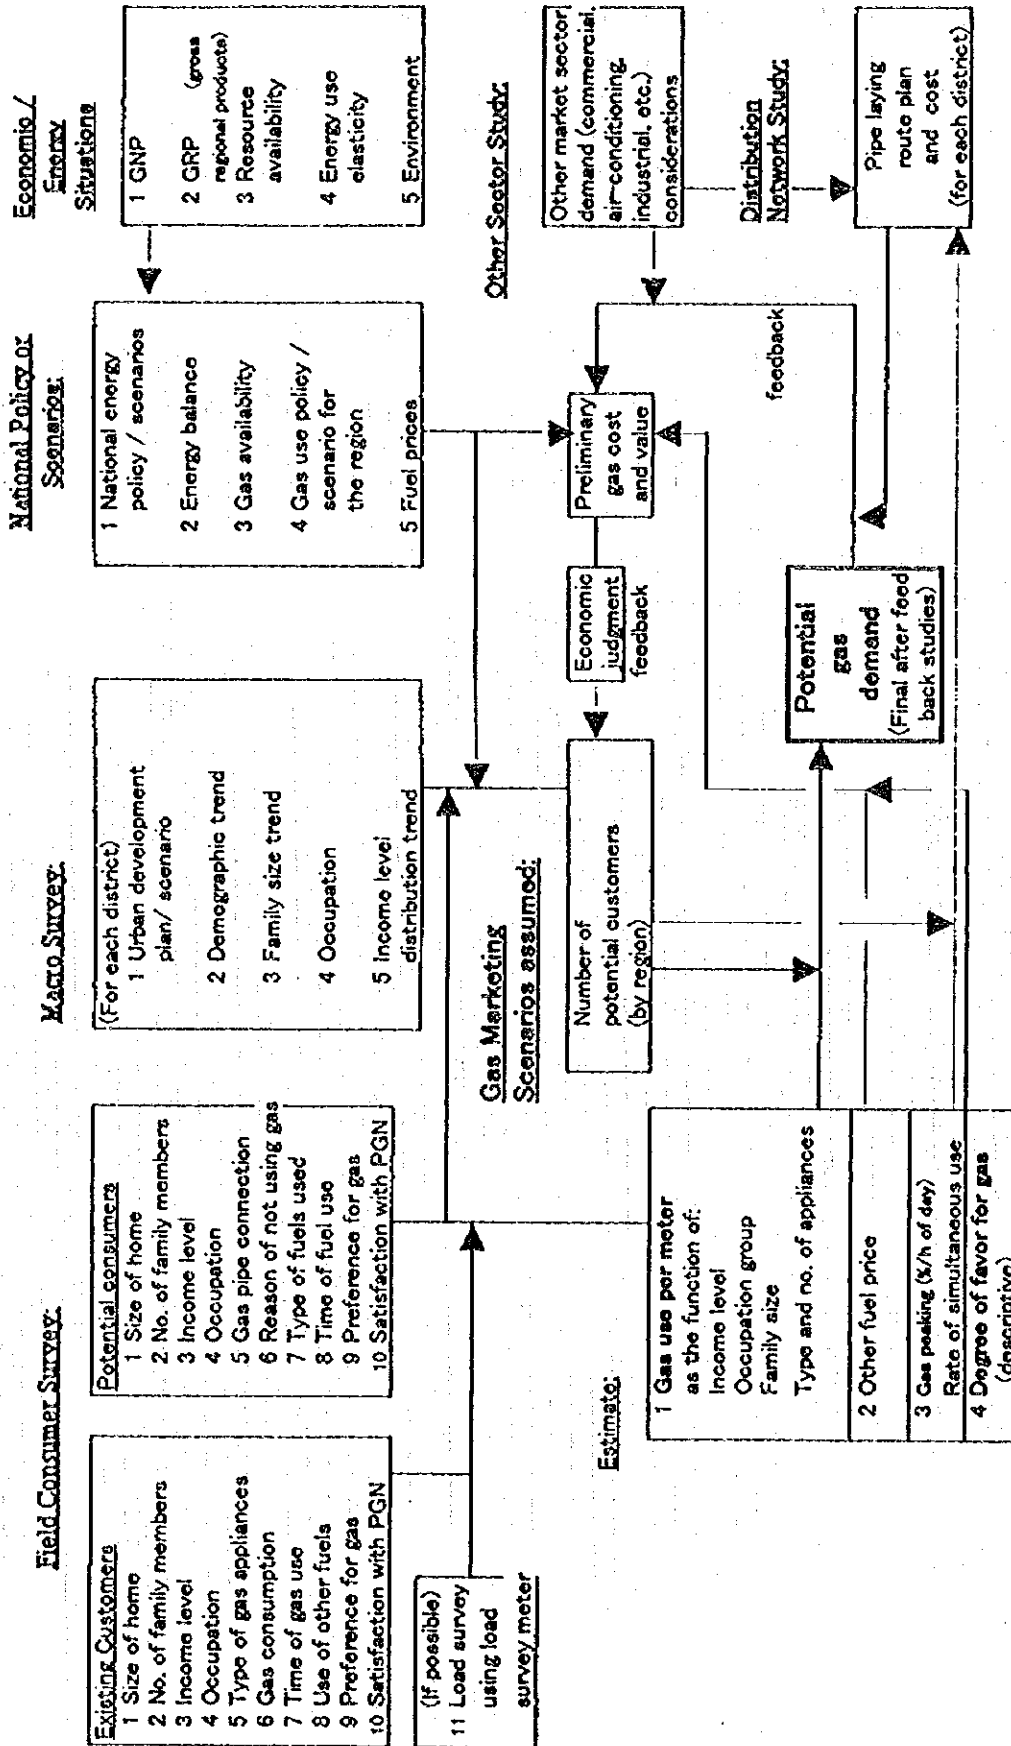 Field Consumer Survey:
Existing Customers
1 Size of home
2 No. of family members
3 Income level
4 Occupation
5 Type of gas appliances
6 Gas consumption
7 Time of gas use
8 Use of other fuels
9 Preference for gas
10 Satisfaction with PGN
(If possible)
11 Load survey
using load
survey meter
Potential consumers
1 Size of home
2 No. of family members
3 Income level
4 Occupation
5 Gas pipe connection
6 Reason of not using gas
7 Type of fuels used
8 Time of fuel use
9 Preference for gas
10 Satisfaction with PGN
Macro Survey:
(For each district)
1 Urban development
plan/ scenario
2 Demographic trend
3 Family size trend
4 Occupation
5 Income level
distribution trend
National Policy or
Scenarios:
1 National energy
policy / scenarios
2 Energy balance
3 Gas availability
4 Gas use policy /
scenario for
the region
5 Fuel prices
Economic /
Energy
Situations
1 GNP
2 GRP (gross
regional products)
3 Resource
availability
4 Energy use
elasticity
5 Environment
Gas Marketing
Scenarios assumed:
Number of
potential customers
(by region)
Economic
judgment
feedback
Preliminary
gas cost
and value
Other Sector Study:
Other market sector
demand (commercial,
air-conditioning,
industrial, etc.)
considerations
feedback
Distribution
Network Study:
Pipe laying
route plan
and cost
(for each district)
Potential
gas
demand
(Final after feed
back studies)
Estimate:
1 Gas use per meter
as the function of:
Income level
Occupation group
Family size
Type and no. of appliances
2 Other fuel price
3 Gas peaking (%/h of day)
Rate of simultaneous use
4 Degree of favor for gas
(descriptive)